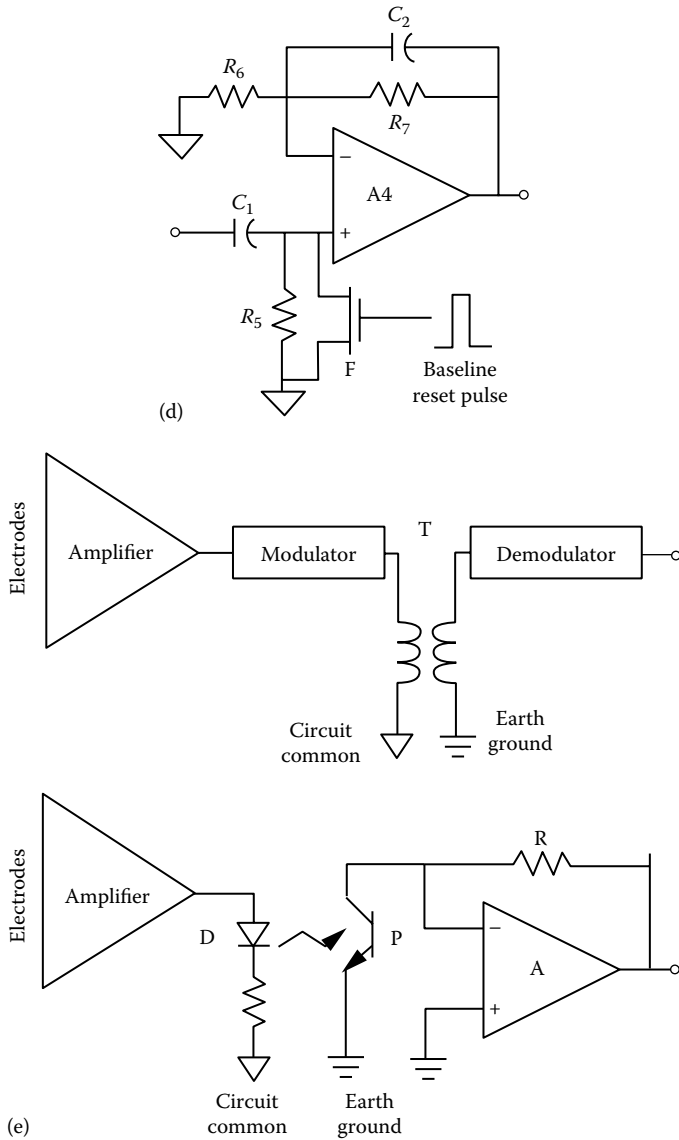 C2
R6
R7
−
A4
C1
+
R5
F
Baseline
reset pulse
(d)
Electrodes
Amplifier
Modulator
T
Demodulator
Circuit
common
Earth
ground
Electrodes
Amplifier
D
P
R
−
A
+
Circuit
common
Earth
ground
(e)